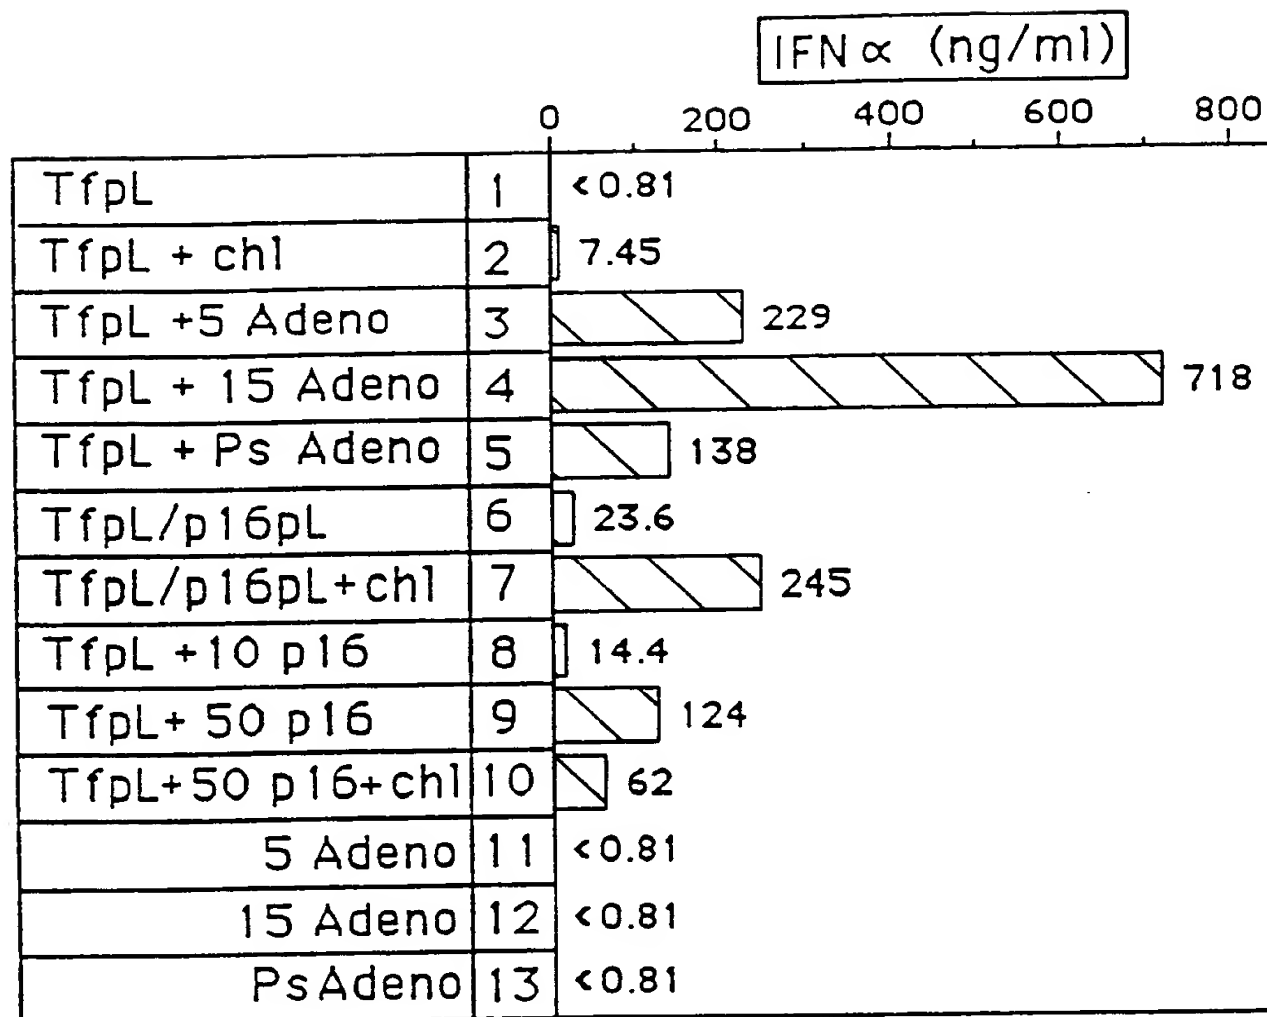 IFN∝ (ng/ml)
0 200 400 600 800
TfpL 1 <0.81
TfpL + chl 2 7.45
TfpL +5 Adeno 3 229
TfpL + 15 Adeno 4 718
TfpL + Ps Adeno 5 138
TfpL/p16pL 6 23.6
TfpL/p16pL+chl 7 245
TfpL +10 p16 8 14.4
TfpL+ 50 p16 9 124
TfpL+50 p16+chl 10 62
5 Adeno 11 <0.81
15 Adeno 12 <0.81
PsAdeno 13 <0.81